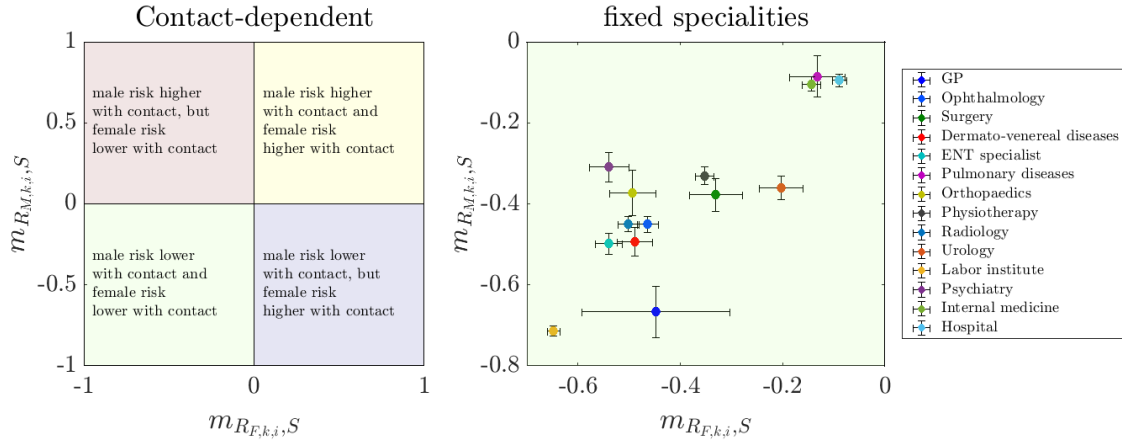 Contact-dependent
1
0.5
0
-0.5
-1
-1
0
1
m_{R_{M,k,i},S}
m_{R_{F,k,i},S}
male risk higher
with contact, but
female risk
lower with contact
male risk higher
with contact and
female risk
higher with contact
male risk lower
with contact and
female risk
lower with contact
male risk lower
with contact, but
female risk
higher with contact
fixed specialities
0
-0.2
-0.4
-0.6
-0.8
-0.6
-0.4
-0.2
0
m_{R_{M,k,i},S}
m_{R_{F,k,i},S}
GP
Ophthalmology
Surgery
Dermato-venereal diseases
ENT specialist
Pulmonary diseases
Orthopaedics
Physiotherapy
Radiology
Urology
Labor institute
Psychiatry
Internal medicine
Hospital